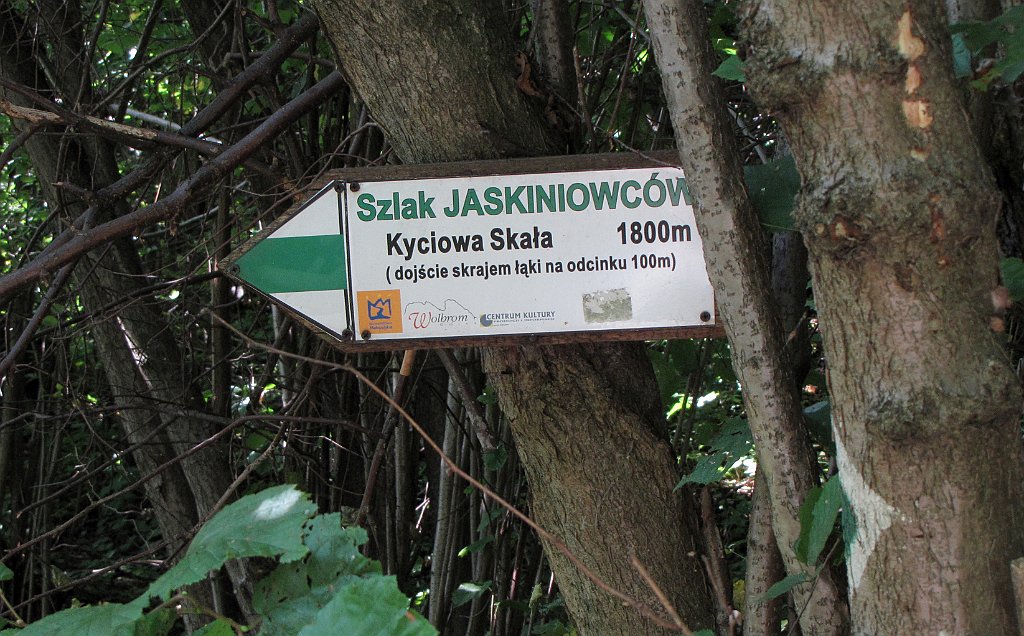 Szlak JASKINIOWCÓW
Kyciowa Skała 1800m
( dojście skrajem łąki na odcinku 100m)
Wolbrom
CENTRUM KULTURY